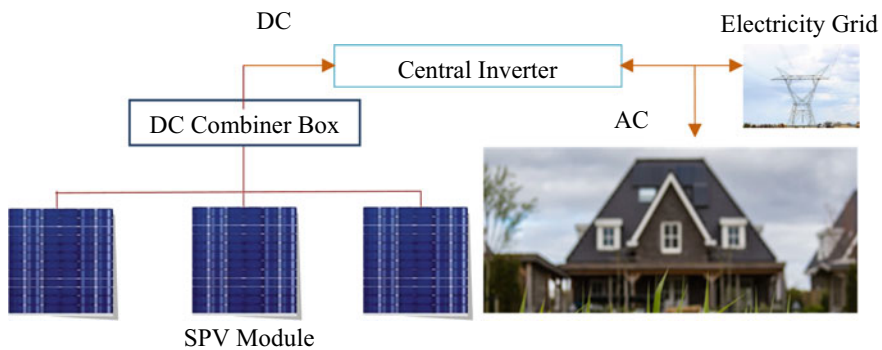 DC
Electricity Grid
Central Inverter
DC Combiner Box
AC
SPV Module